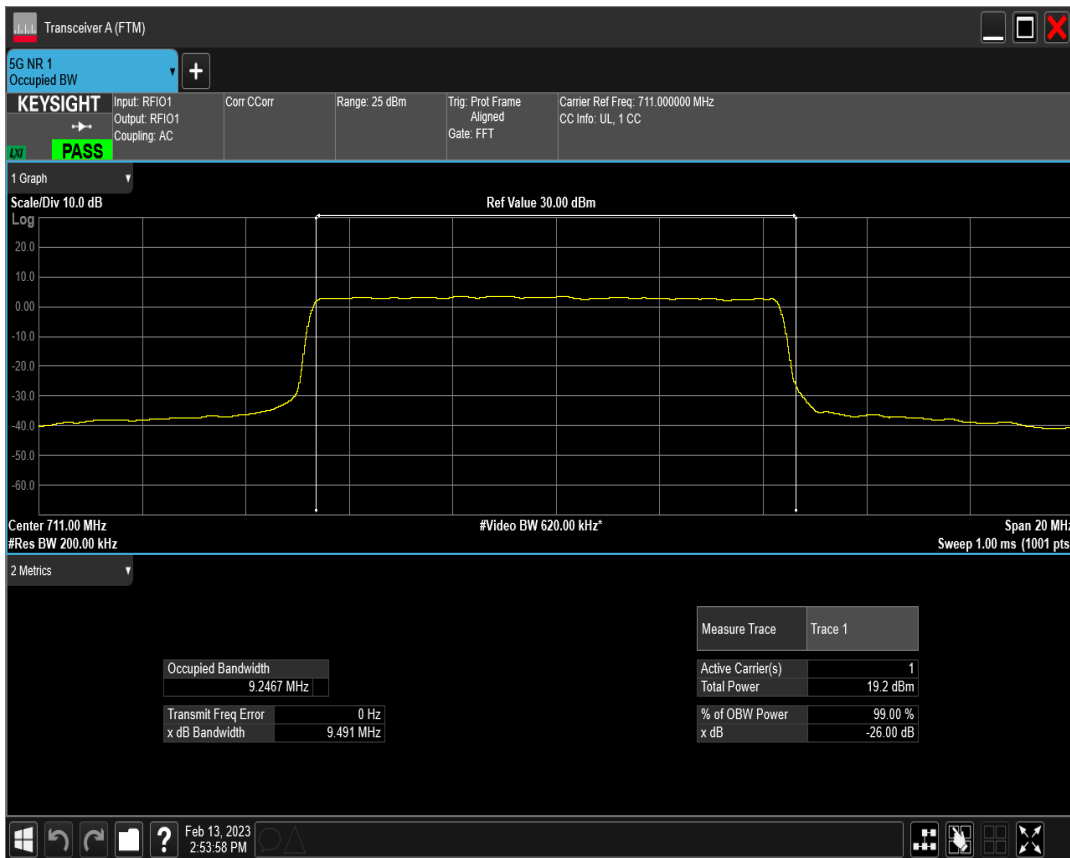 Transceiver A (FTM)
5G NR 1
Occupied BW
+
KEYSIGHT
LXI
PASS
Input: RFIO1
Output: RFIO1
Coupling: AC
Corr CCorr
Range: 25 dBm
Trig: Prot Frame
Aligned
Gate: FFT
Carrier Ref Freq: 711.000000 MHz
CC Info: UL, 1 CC
1 Graph
Scale/Div 10.0 dB
Ref Value 30.00 dBm
Log
20.0
10.0
0.00
-10.0
-20.0
-30.0
-40.0
-50.0
-60.0
Center 711.00 MHz
#Video BW 620.00 kHz*
Span 20 MHz
#Res BW 200.00 kHz
Sweep 1.00 ms (1001 pts
2 Metrics
Measure Trace Trace 1
Occupied Bandwidth
9.2467 MHz
Active Carrier(s) 1
Total Power 19.2 dBm
Transmit Freq Error 0 Hz
x dB Bandwidth 9.491 MHz
% of OBW Power 99.00 %
x dB -26.00 dB
?
Feb 13, 2023
2:53:58 PM